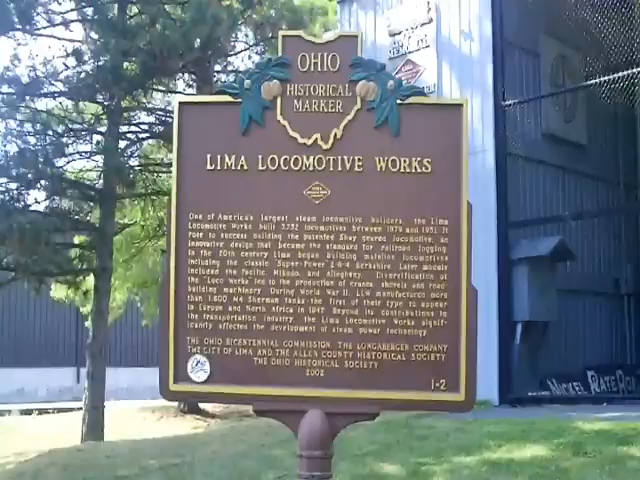 OHIO
HISTORICAL
MARKER
LIMA LOCOMOTIVE WORKS
One of America's largest steam locomotive builders, the Lima
Locomotive Works built 7,752 locomotives between 1879 and 1951. It
rose to success building the patented Shay geared locomotive, an
innovative design that became the standard for railroad logging.
In the 20th century Lima began building mainline locomotives
including the classic "Super-Power" 2-8-4 Berkshire. Later models
included the Pacific, Mikado, and Allegheny. Diversification at
the "Loco Works" led to the production of cranes, shovels and road-
building machinery. During World War II, LLW manufactured more
than 1,600 M4 Sherman tanks—the first of their type to appear
in Europe and North Africa in 1942. Beyond its contributions to
the transportation industry, the Lima Locomotive Works signif-
icantly affected the development of steam power technology.
THE OHIO BICENTENNIAL COMMISSION, THE LONGABERGER COMPANY
THE CITY OF LIMA AND THE ALLEN COUNTY HISTORICAL SOCIETY
THE OHIO HISTORICAL SOCIETY
2002
1-2
NICKEL PLATE ROAD